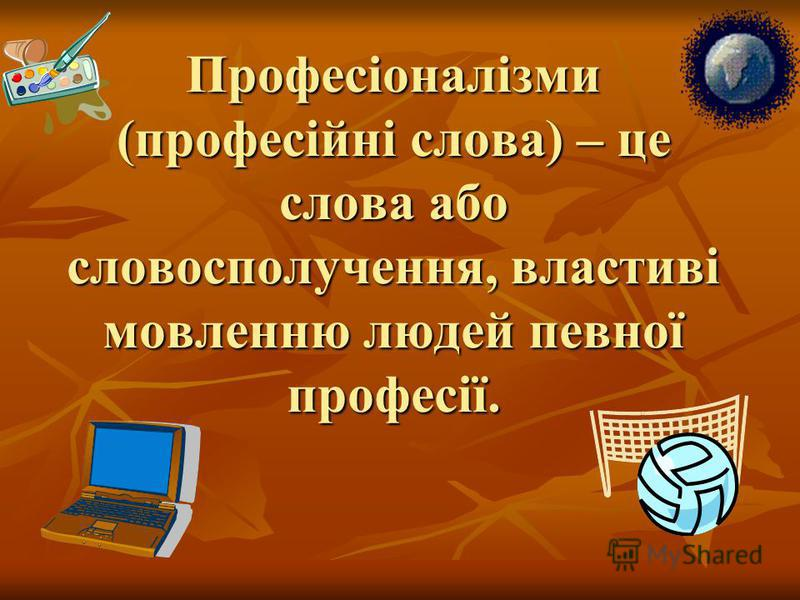 Професіоналізми
(професійні слова) – це
слова або
словосполучення, властиві
мовленню людей певної
професії.
MyShared